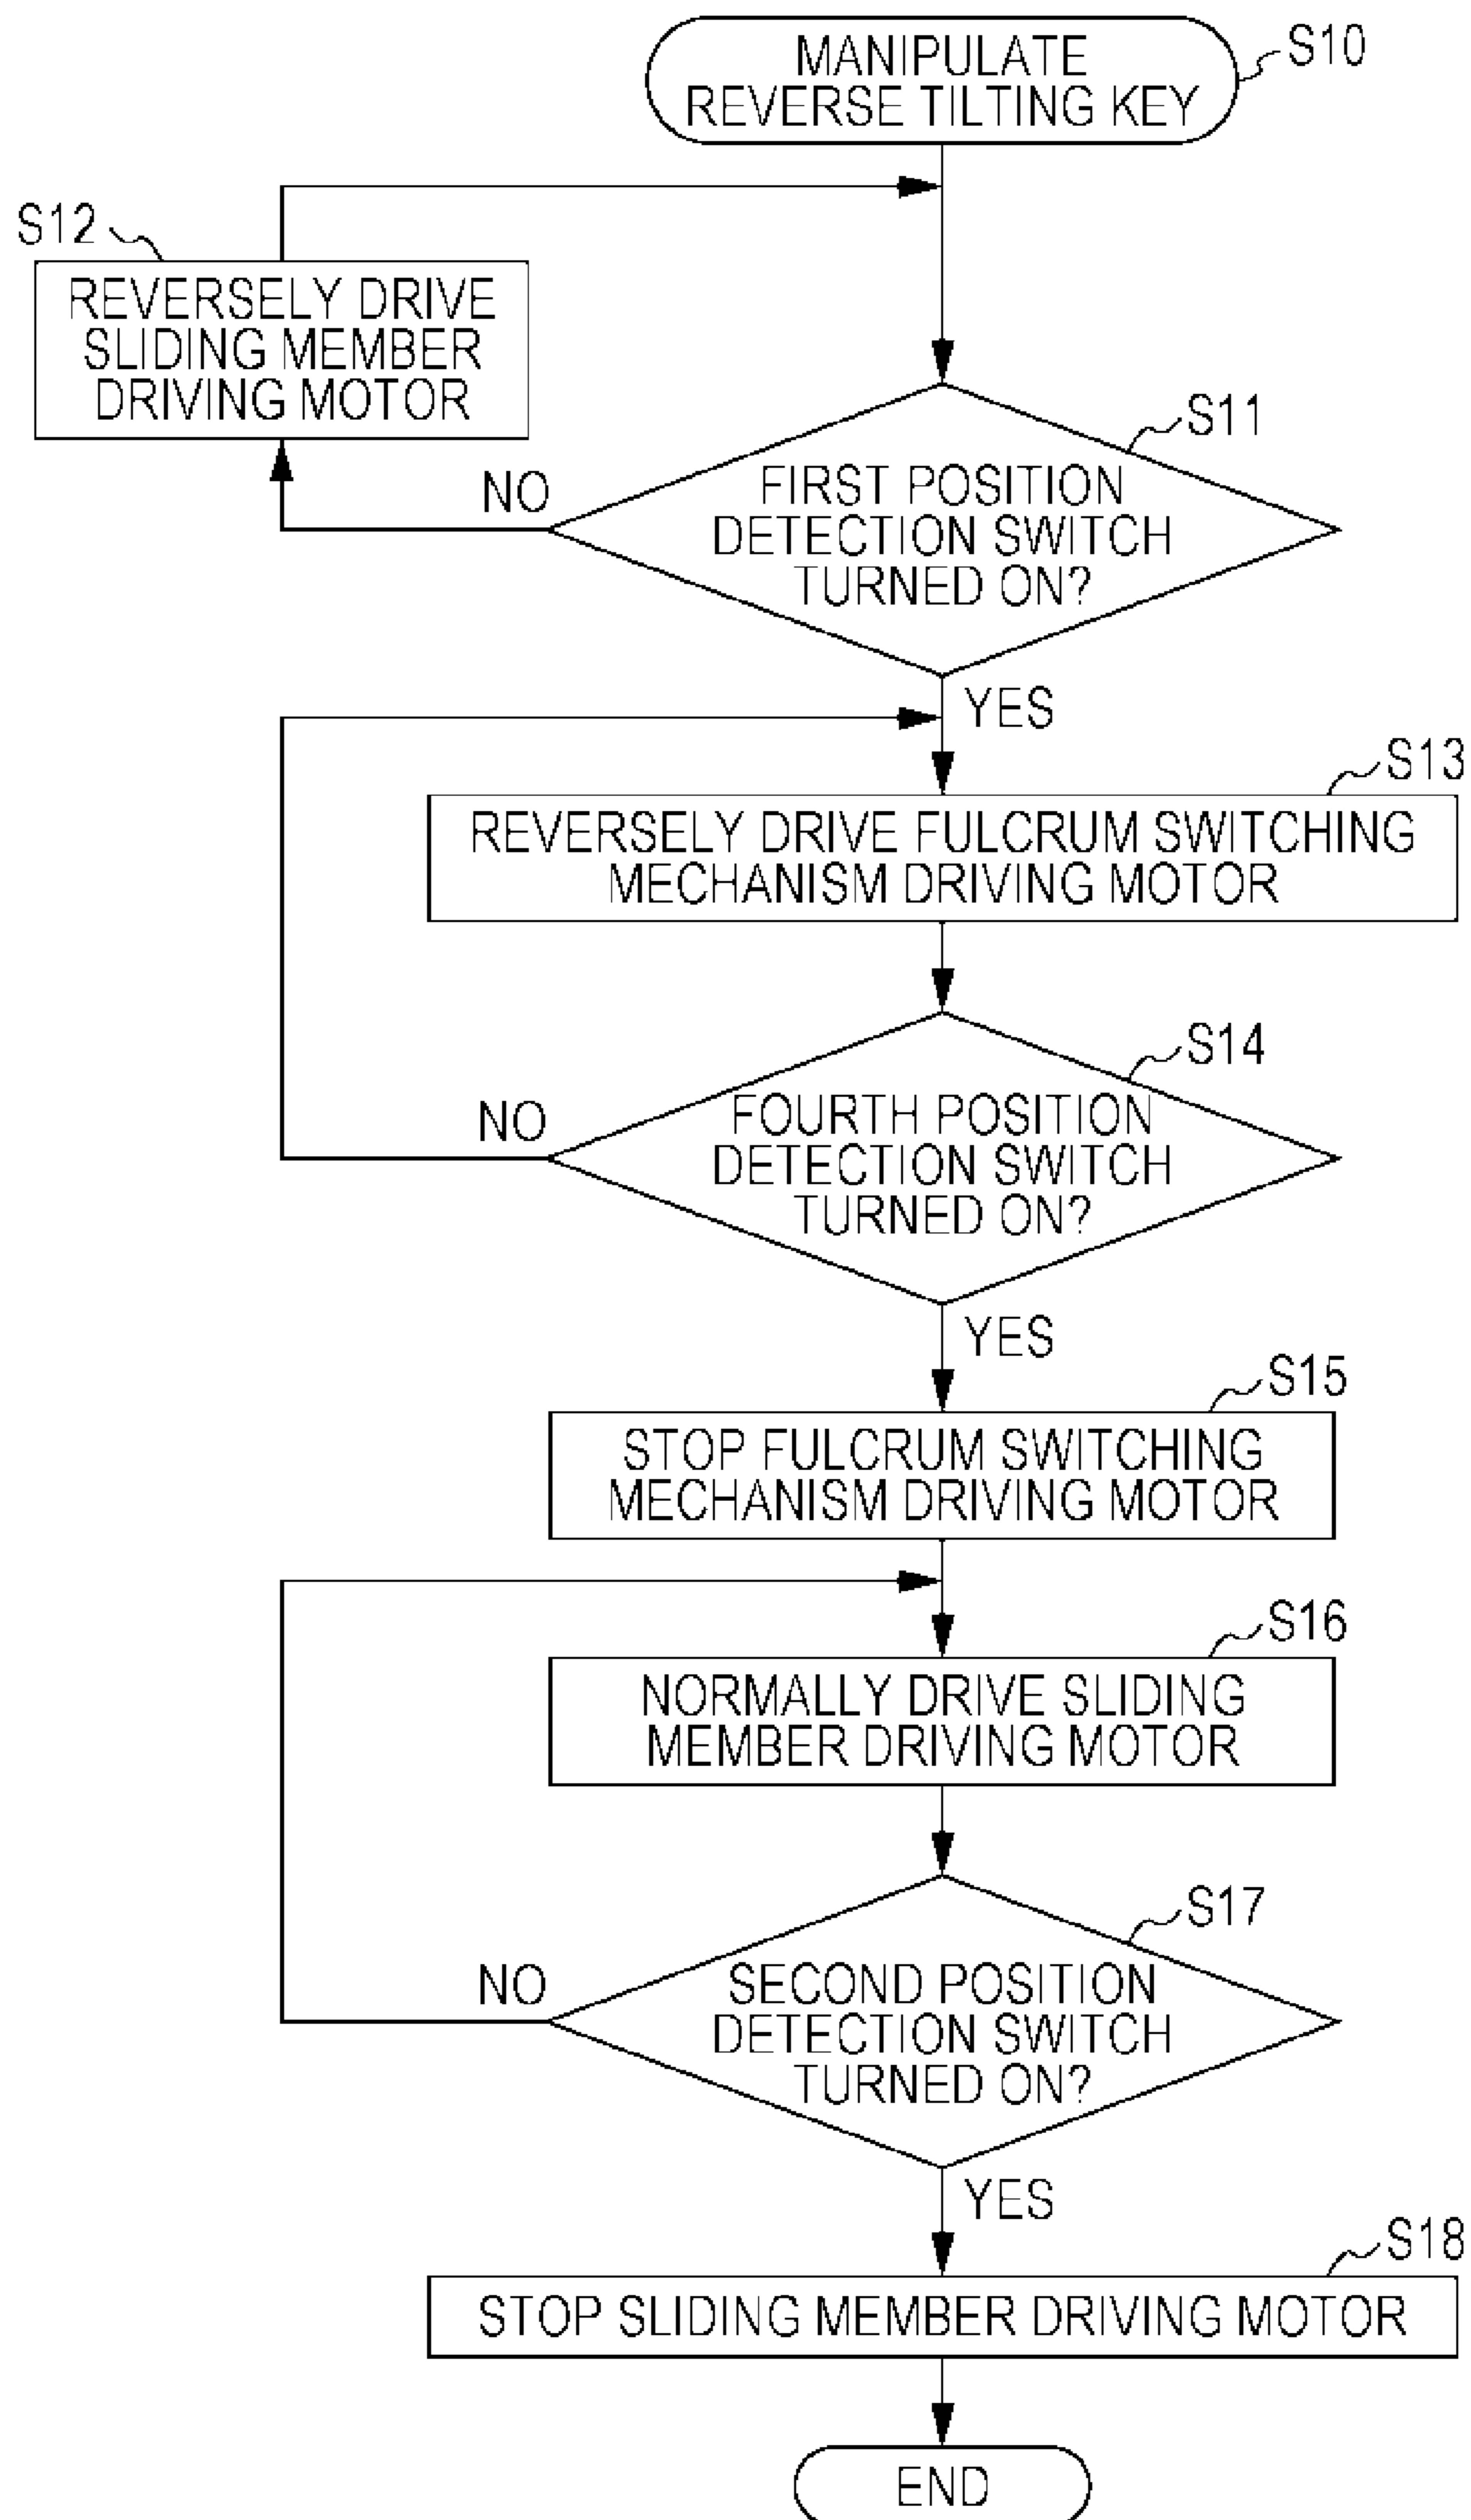 MANIPULATE
REVERSE TILTING KEY
S10
S12
REVERSELY DRIVE
SLIDING MEMBER
DRIVING MOTOR
S11
NO
FIRST POSITION
DETECTION SWITCH
TURNED ON?
YES
S13
REVERSELY DRIVE FULCRUM SWITCHING
MECHANISM DRIVING MOTOR
S14
NO
FOURTH POSITION
DETECTION SWITCH
TURNED ON?
YES
S15
STOP FULCRUM SWITCHING
MECHANISM DRIVING MOTOR
S16
NORMALLY DRIVE SLIDING
MEMBER DRIVING MOTOR
S17
NO
SECOND POSITION
DETECTION SWITCH
TURNED ON?
YES
S18
STOP SLIDING MEMBER DRIVING MOTOR
END